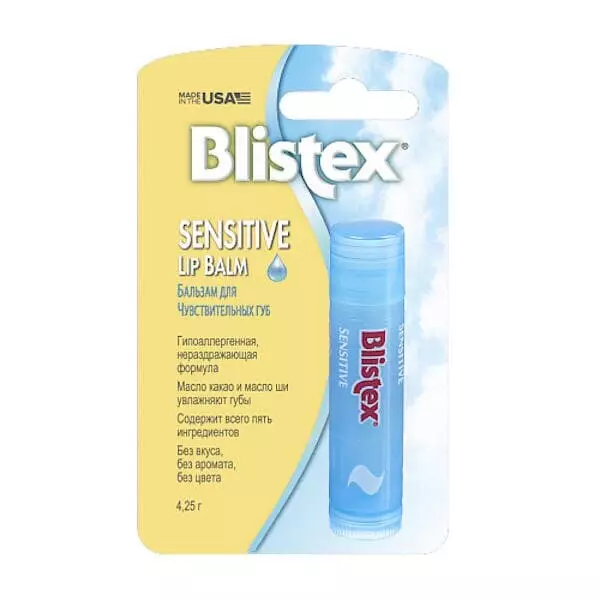 MADE
IN THE USA
Blistex®
SENSITIVE
LIP BALM
БАЛЬЗАМ ДЛЯ
ЧУВСТВИТЕЛЬНЫХ ГУБ
Гипоаллергенная,
нераздражающая
формула
Масло какао и масло ши
увлажняют губы
Содержит всего пять
ингредиентов
Без вкуса,
без аромата,
без цвета
4,25 г
Blistex®
SENSITIVE
SENSITIVE